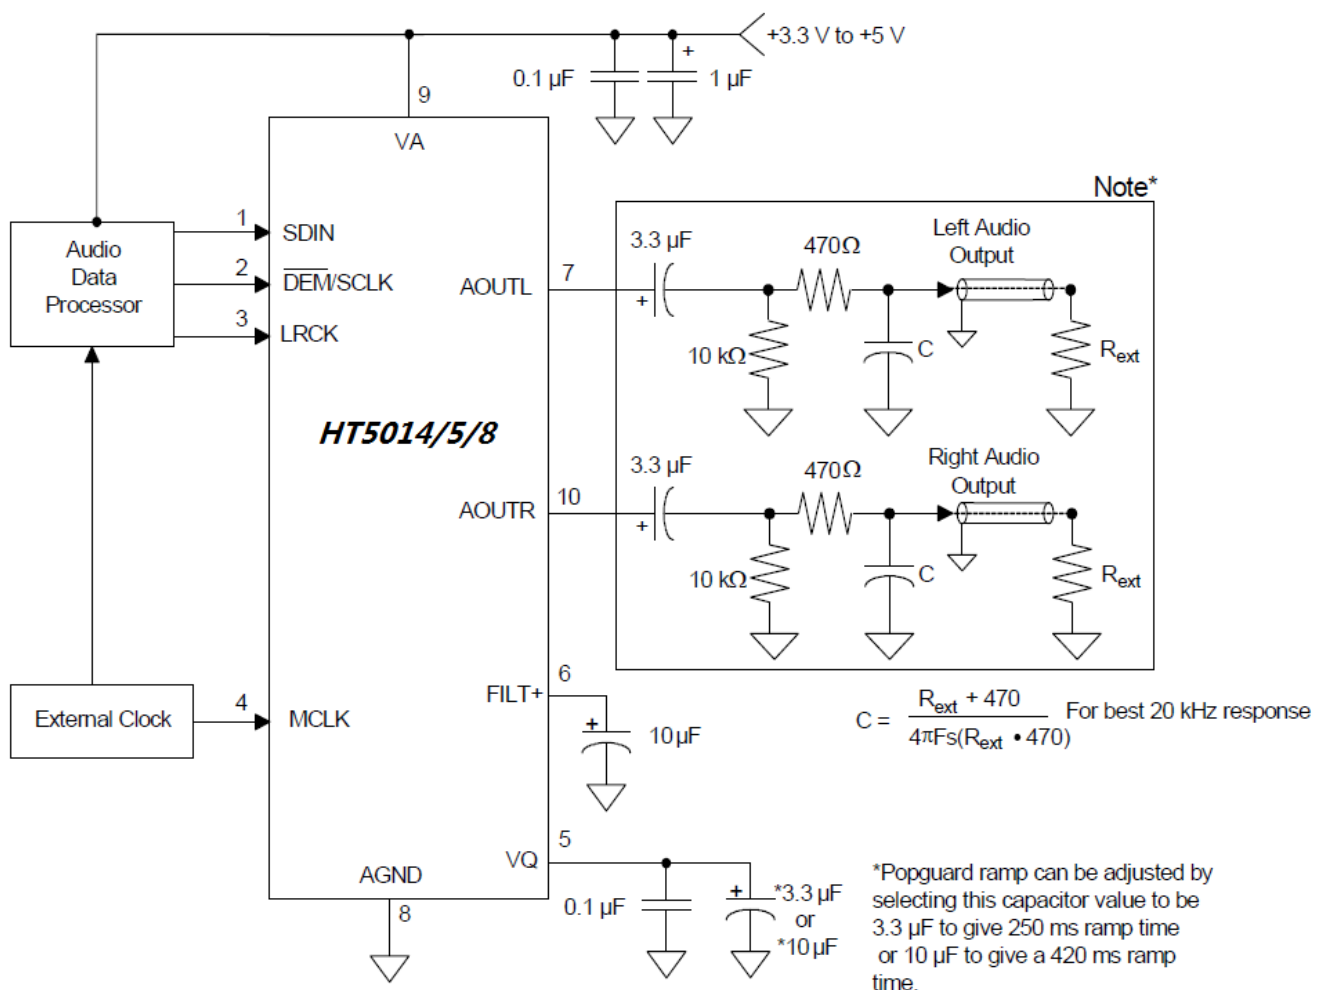 +3.3 V to +5 V
0.1 µF
+
1 µF
9
VA
Note*
Audio
Data
Processor
1
SDIN
2
DEM/SCLK
3
LRCK
AOUTL
7
3.3 µF
+
470Ω
10 kΩ
C
Left Audio
Output
Rext
HT5014/5/8
AOUTR
10
3.3 µF
+
470Ω
10 kΩ
C
Right Audio
Output
Rext
External Clock
4
MCLK
FILT+
6
+
10µF
C = Rext + 470 / 4πFs(Rext • 470) For best 20 kHz response
VQ
5
0.1 µF
+
*3.3 µF
or
*10µF
AGND
8
*Popguard ramp can be adjusted by
selecting this capacitor value to be
3.3 µF to give 250 ms ramp time
or 10 µF to give a 420 ms ramp
time.